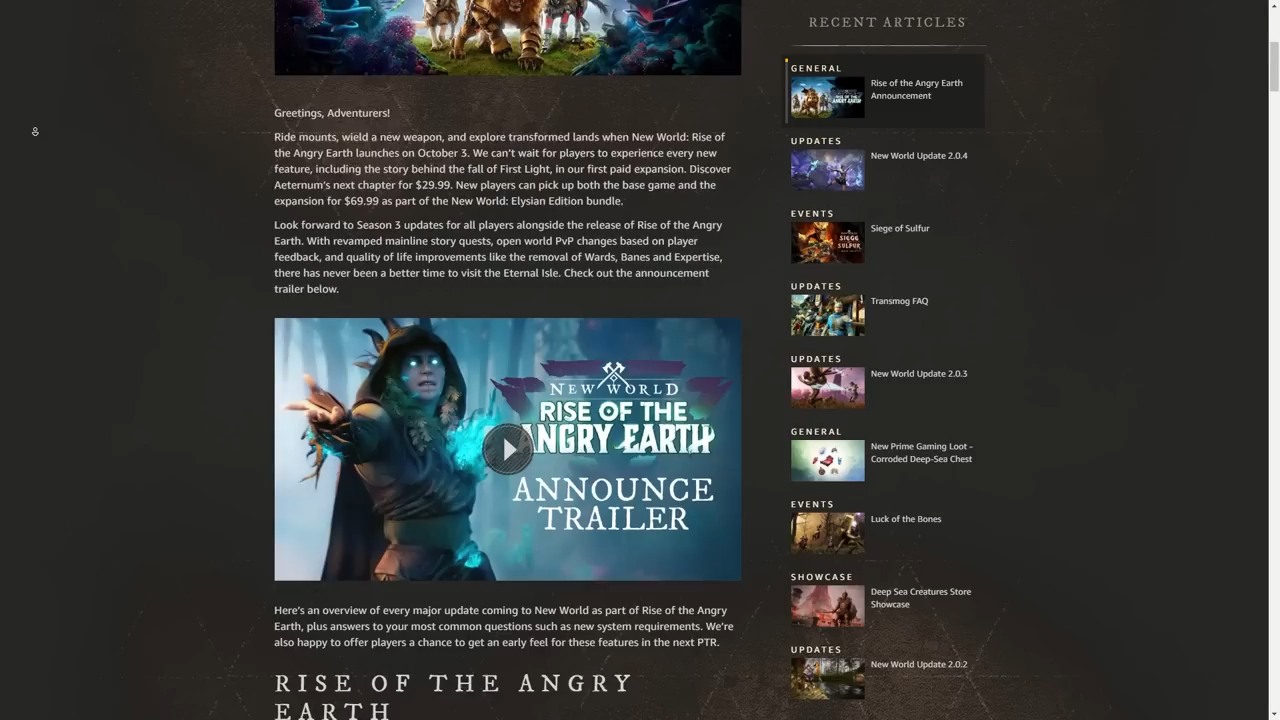 Greetings, Adventurers!
Ride mounts, wield a new weapon, and explore transformed lands when New World: Rise of
the Angry Earth launches on October 3. We can't wait for players to experience every new
feature, including the story behind the fall of First Light, in our first paid expansion. Discover
Aeternum's next chapter for $29.99. New players can pick up both the base game and the
expansion for $69.99 as part of the New World: Elysian Edition bundle.
Look forward to Season 3 updates for all players alongside the release of Rise of the Angry
Earth. With revamped mainline story quests, open world PvP changes based on player
feedback, and quality of life improvements like the removal of Wards, Banes and Expertise,
there has never been a better time to visit the Eternal Isle. Check out the announcement
trailer below.
NEW WORLD
RISE OF THE
ANGRY EARTH
ANNOUNCE
TRAILER
Here's an overview of every major update coming to New World as part of Rise of the Angry
Earth, plus answers to your most common questions such as new system requirements. We're
also happy to offer players a chance to get an early feel for these features in the next PTR.
RISE OF THE ANGRY
EARTH
RECENT ARTICLES
GENERAL
Rise of the Angry Earth
Announcement
RISE OF THE
ANGRY EARTH
UPDATES
New World Update 2.0.4
EVENTS
Siege of Sulfur
SIEGE
OF
SULFUR
UPDATES
Transmog FAQ
UPDATES
New World Update 2.0.3
GENERAL
New Prime Gaming Loot -
Corroded Deep-Sea Chest
EVENTS
Luck of the Bones
SHOWCASE
Deep Sea Creatures Store
Showcase
UPDATES
New World Update 2.0.2